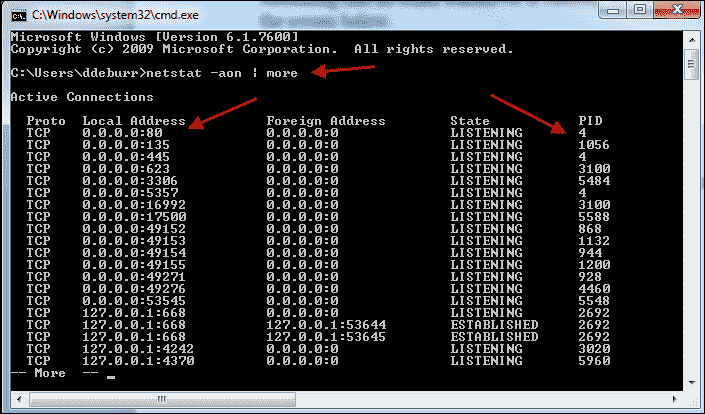 C:\Windows\system32\cmd.exe
Microsoft Windows [Version 6.1.7600]
Copyright (c) 2009 Microsoft Corporation.  All rights reserved.
C:\Users\ddeburr>netstat -aon | more
Active Connections
Proto  Local Address          Foreign Address        State           PID
TCP    0.0.0.0:80             0.0.0.0:0              LISTENING       4
TCP    0.0.0.0:135            0.0.0.0:0              LISTENING       1056
TCP    0.0.0.0:445            0.0.0.0:0              LISTENING       4
TCP    0.0.0.0:623            0.0.0.0:0              LISTENING       3100
TCP    0.0.0.0:3306           0.0.0.0:0              LISTENING       5484
TCP    0.0.0.0:5357           0.0.0.0:0              LISTENING       4
TCP    0.0.0.0:16992          0.0.0.0:0              LISTENING       3100
TCP    0.0.0.0:17500          0.0.0.0:0              LISTENING       5588
TCP    0.0.0.0:49152          0.0.0.0:0              LISTENING       868
TCP    0.0.0.0:49153          0.0.0.0:0              LISTENING       1132
TCP    0.0.0.0:49154          0.0.0.0:0              LISTENING       944
TCP    0.0.0.0:49155          0.0.0.0:0              LISTENING       1200
TCP    0.0.0.0:49271          0.0.0.0:0              LISTENING       928
TCP    0.0.0.0:49276          0.0.0.0:0              LISTENING       4460
TCP    0.0.0.0:53545          0.0.0.0:0              LISTENING       5548
TCP    127.0.0.1:668          0.0.0.0:0              LISTENING       2692
TCP    127.0.0.1:668          127.0.0.1:53644        ESTABLISHED     2692
TCP    127.0.0.1:668          127.0.0.1:53645        ESTABLISHED     2692
TCP    127.0.0.1:4242         0.0.0.0:0              LISTENING       3020
TCP    127.0.0.1:4370         0.0.0.0:0              LISTENING       5960
-- More  -- _